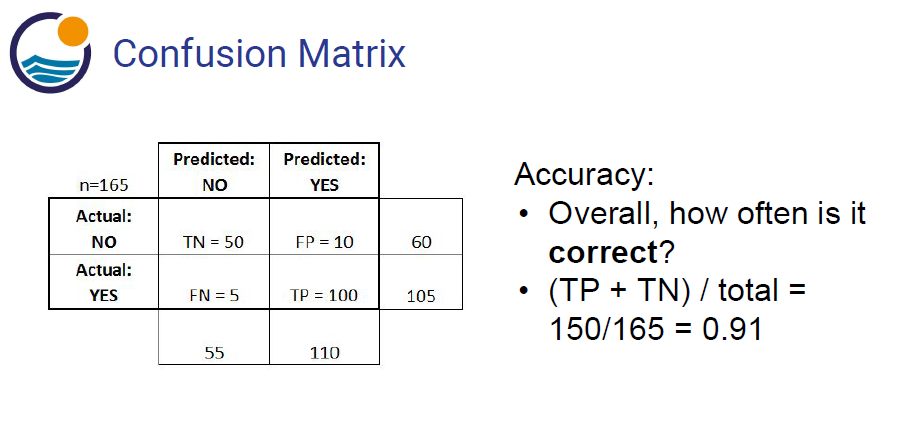 Confusion Matrix
Predicted: Predicted:
n=165 NO YES
Actual:
NO TN = 50 FP = 10 60
Actual:
YES FN = 5 TP = 100 105
55 110
Accuracy:
• Overall, how often is it
correct?
• (TP + TN) / total =
150/165 = 0.91